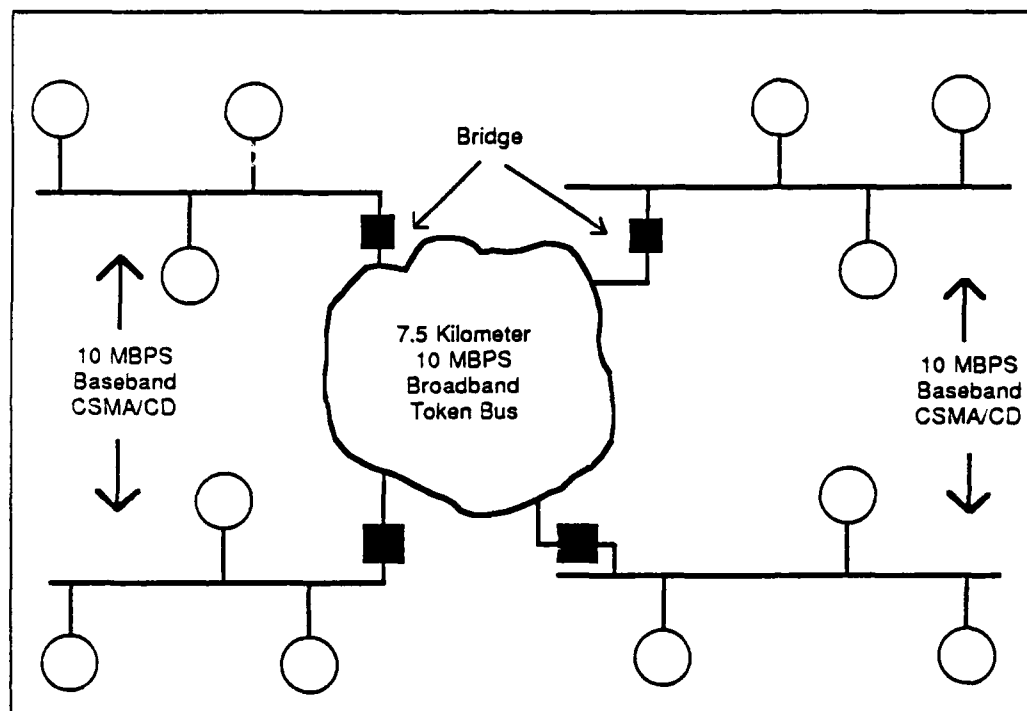 Bridge
7.5 Kilometer
10 MBPS
Broadband
Token Bus
10 MBPS
Baseband
CSMA/CD
10 MBPS
Baseband
CSMA/CD